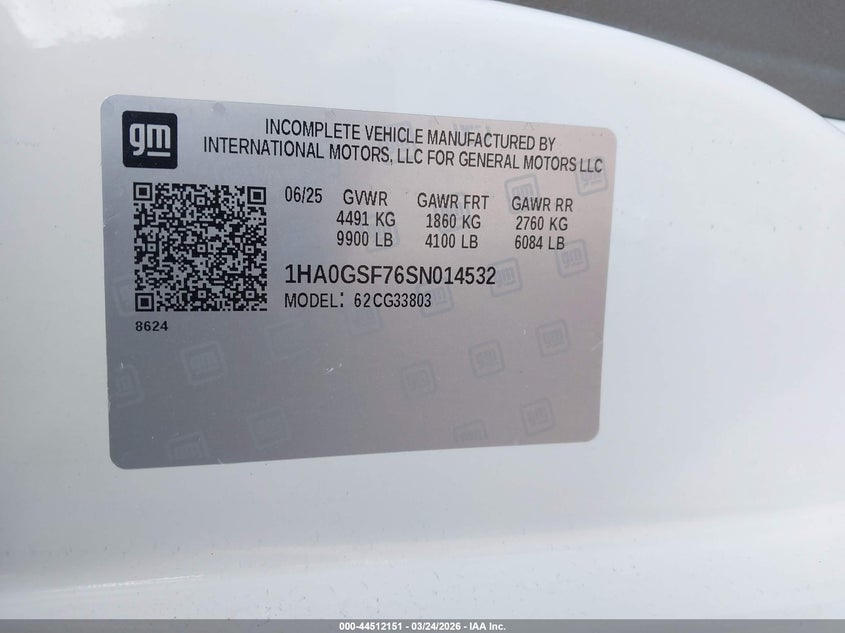 gm
INCOMPLETE VEHICLE MANUFACTURED BY
INTERNATIONAL MOTORS, LLC FOR GENERAL MOTORS LLC
06/25 GVWR GAWR FRT GAWR RR
4491 KG 1860 KG 2760 KG
9900 LB 4100 LB 6084 LB
1HA0GSF76SN014532
MODEL: 62CG33803
8624
000-44512151 - 03/24/2026 - IAA Inc.